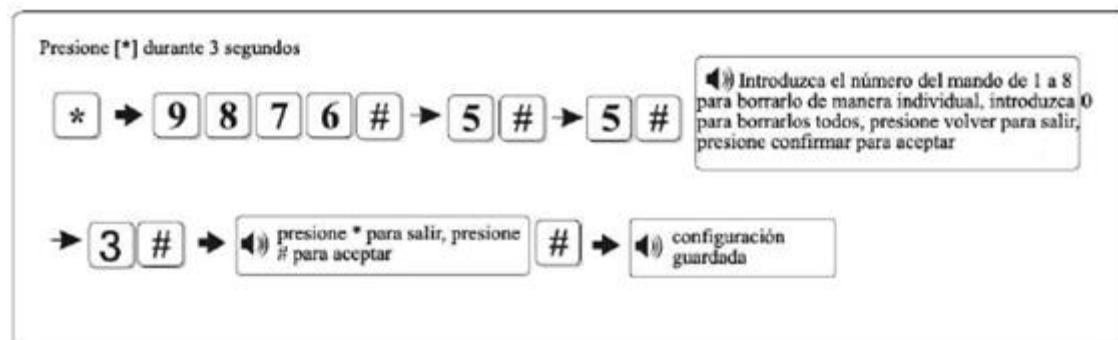 Presione [*] durante 3 segundos
* 9 8 7 6 # 5 # 5 #
Introduzca el número del mando de 1 a 8
para borrarlo de manera individual, introduzca 0
para borrarlos todos, presione volver para salir,
presione confirmar para aceptar
3 # presione * para salir, presione
# para aceptar
# configuración
guardada